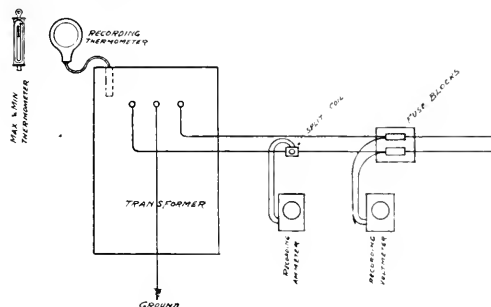 RECORDING
THERMOMETER
MAX & MIN
THERMOMETER
SPLIT COIL
FUSE BLOCKS
TRANSFORMER
RECORDING
AMMETER
RECORDING
VOLTMETER
GROUND